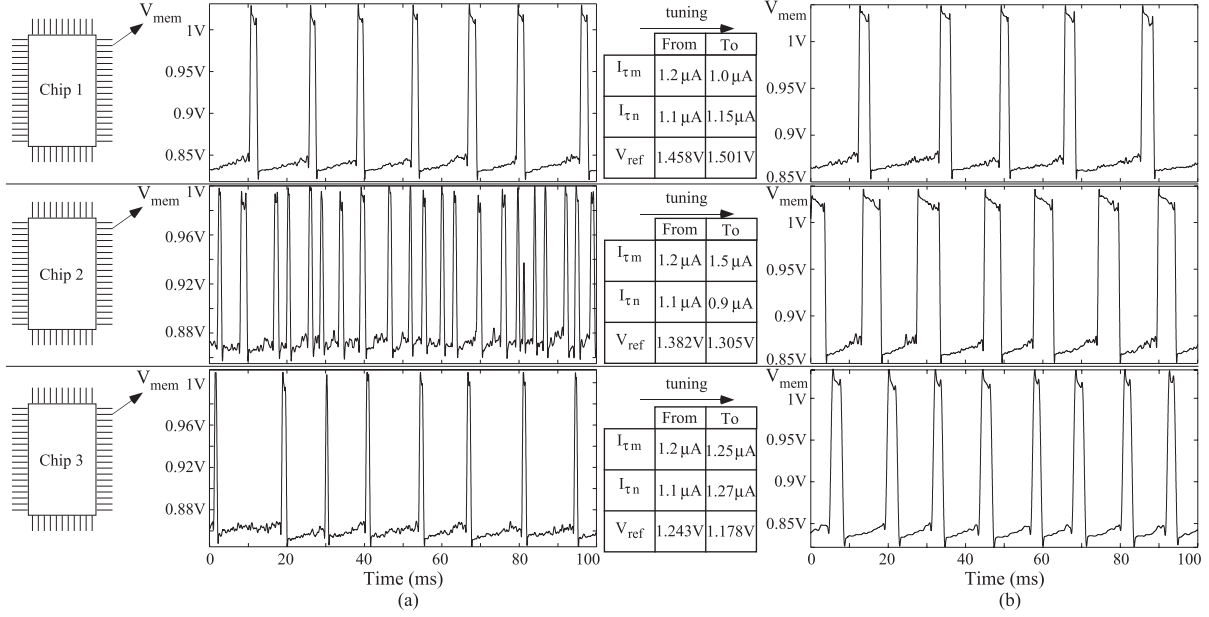 V_mem
1V
0.95V
0.9V
0.85V
Chip 1
tuning
From To
I_τm 1.2 µA 1.0 µA
I_τn 1.1 µA 1.15µA
V_ref 1.458V 1.501V
V_mem
1V
0.95V
0.9V
0.85V
V_mem
1V
0.96V
0.92V
0.88V
Chip 2
tuning
From To
I_τm 1.2 µA 1.5 µA
I_τn 1.1 µA 0.9 µA
V_ref 1.382V 1.305V
V_mem
1V
0.95V
0.9V
0.85V
V_mem
1V
0.96V
0.92V
0.88V
Chip 3
tuning
From To
I_τm 1.2 µA 1.25µA
I_τn 1.1 µA 1.27µA
V_ref 1.243V 1.178V
V_mem
1V
0.95V
0.9V
0.85V
0 20 40 60 80 100
Time (ms)
(a)
0 20 40 60 80 100
Time (ms)
(b)